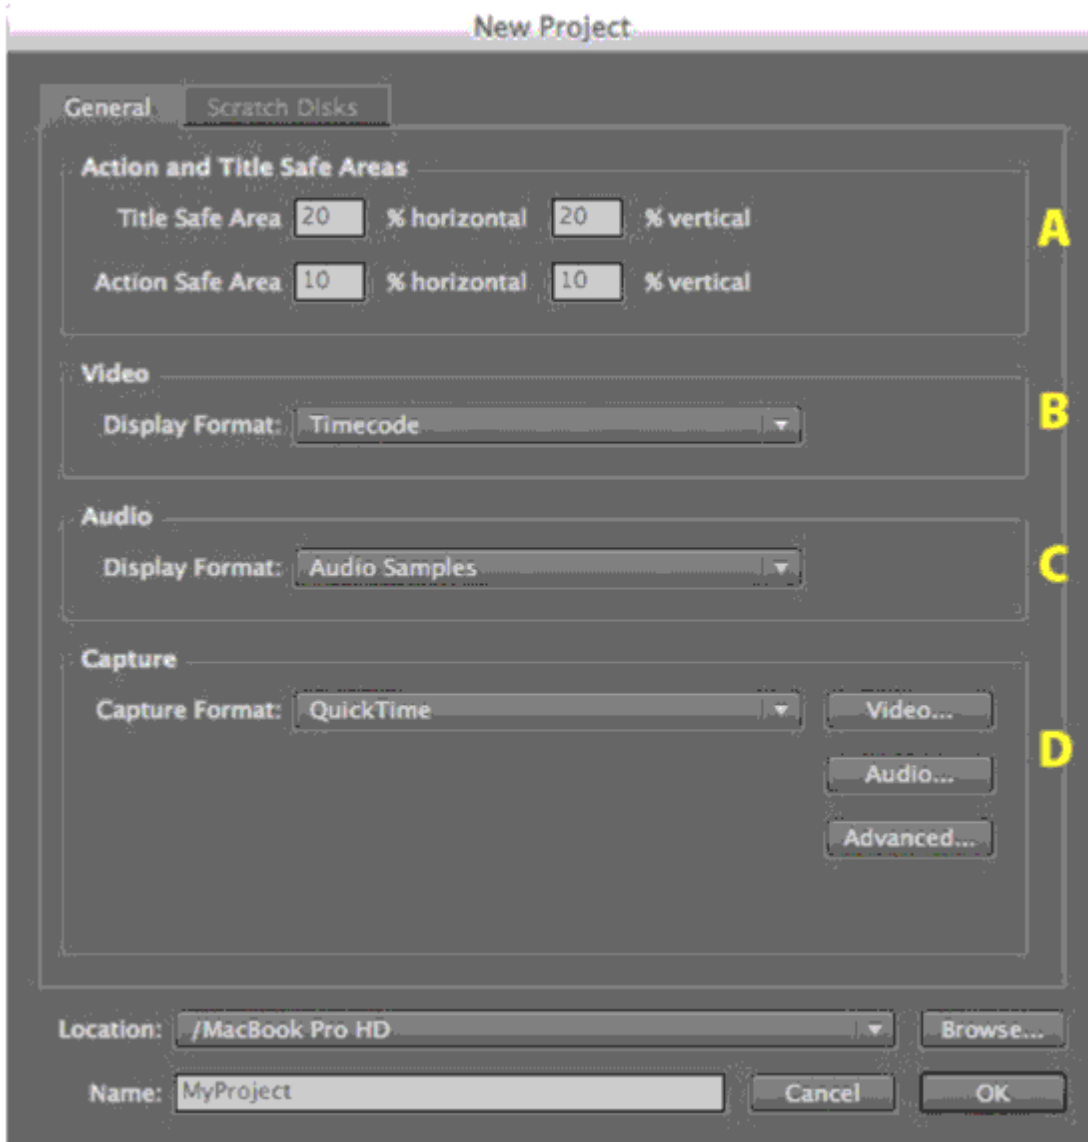 New Project
General Scratch Disks
Action and Title Safe Areas
Title Safe Area 20 % horizontal 20 % vertical
A
Action Safe Area 10 % horizontal 10 % vertical
Video
B
Display Format: Timecode
Audio
Display Format: Audio Samples
C
Capture
Capture Format: QuickTime Video...
D
Audio...
Advanced...
Location: /MacBook Pro HD Browse...
Name: MyProject Cancel OK